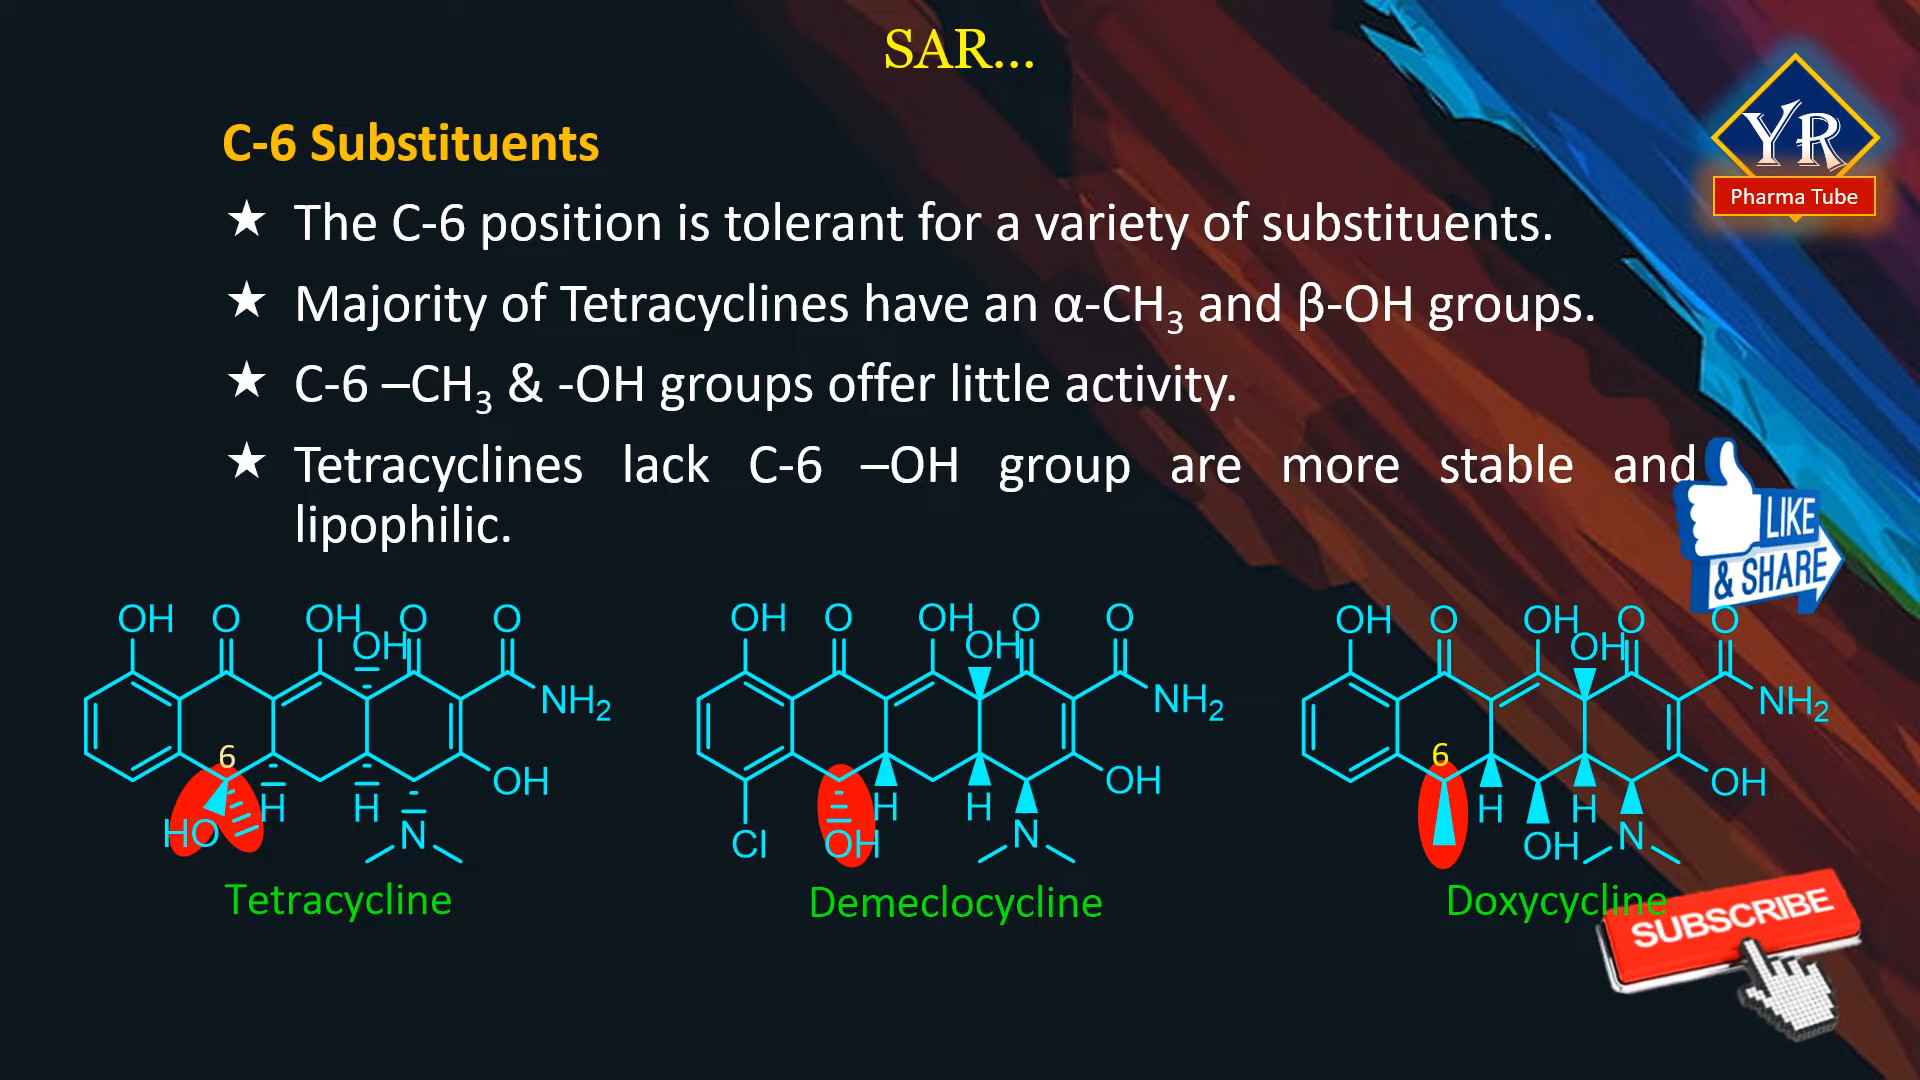 SAR...
YR
Pharma Tube
C-6 Substituents
★ The C-6 position is tolerant for a variety of substituents.
★ Majority of Tetracyclines have an α-CH₃ and β-OH groups.
★ C-6 –CH₃ & -OH groups offer little activity.
★ Tetracyclines lack C-6 –OH group are more stable and
lipophilic.
LIKE
& SHARE
OH O OH OH O O
NH₂
6
OH
HO H H N
Tetracycline
OH O OH OH O O
NH₂
OH
Cl OH H H N
Demeclocycline
OH O OH OH O O
NH₂
6
OH
H OH H N
Doxycycline
SUBSCRIBE